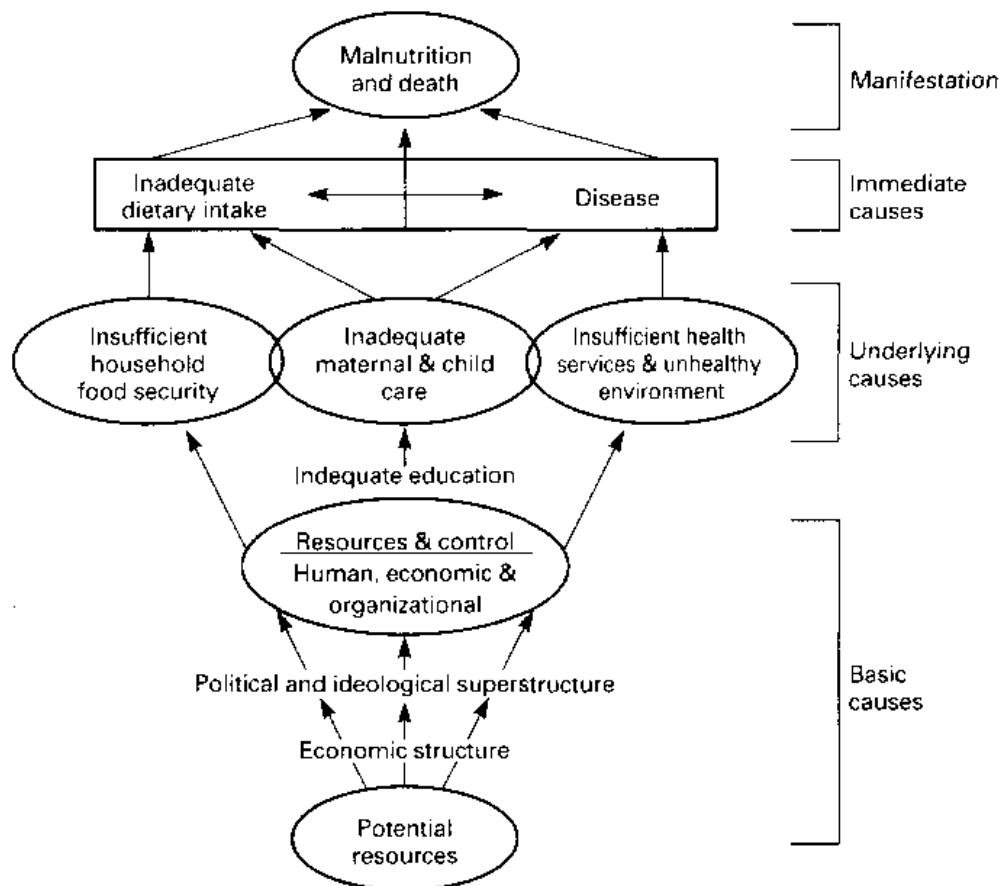 Malnutrition
and death
Manifestation
Inadequate
dietary intake
Disease
Immediate
causes
Insufficient
household
food security
Inadequate
maternal & child
care
Insufficient health
services & unhealthy
environment
Underlying
causes
Indequate education
Resources & control
Human, economic &
organizational
Political and ideological superstructure
Economic structure
Potential
resources
Basic
causes